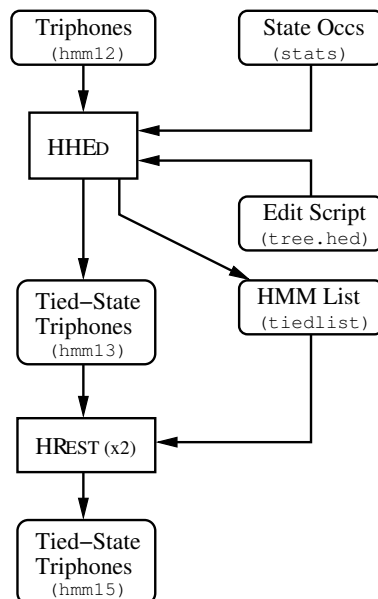 Triphones
(hmm12)
State Occs
(stats)
HHED
Edit Script
(tree.hed)
Tied−State
Triphones
(hmm13)
HMM List
(tiedlist)
HREST (x2)
Tied−State
Triphones
(hmm15)